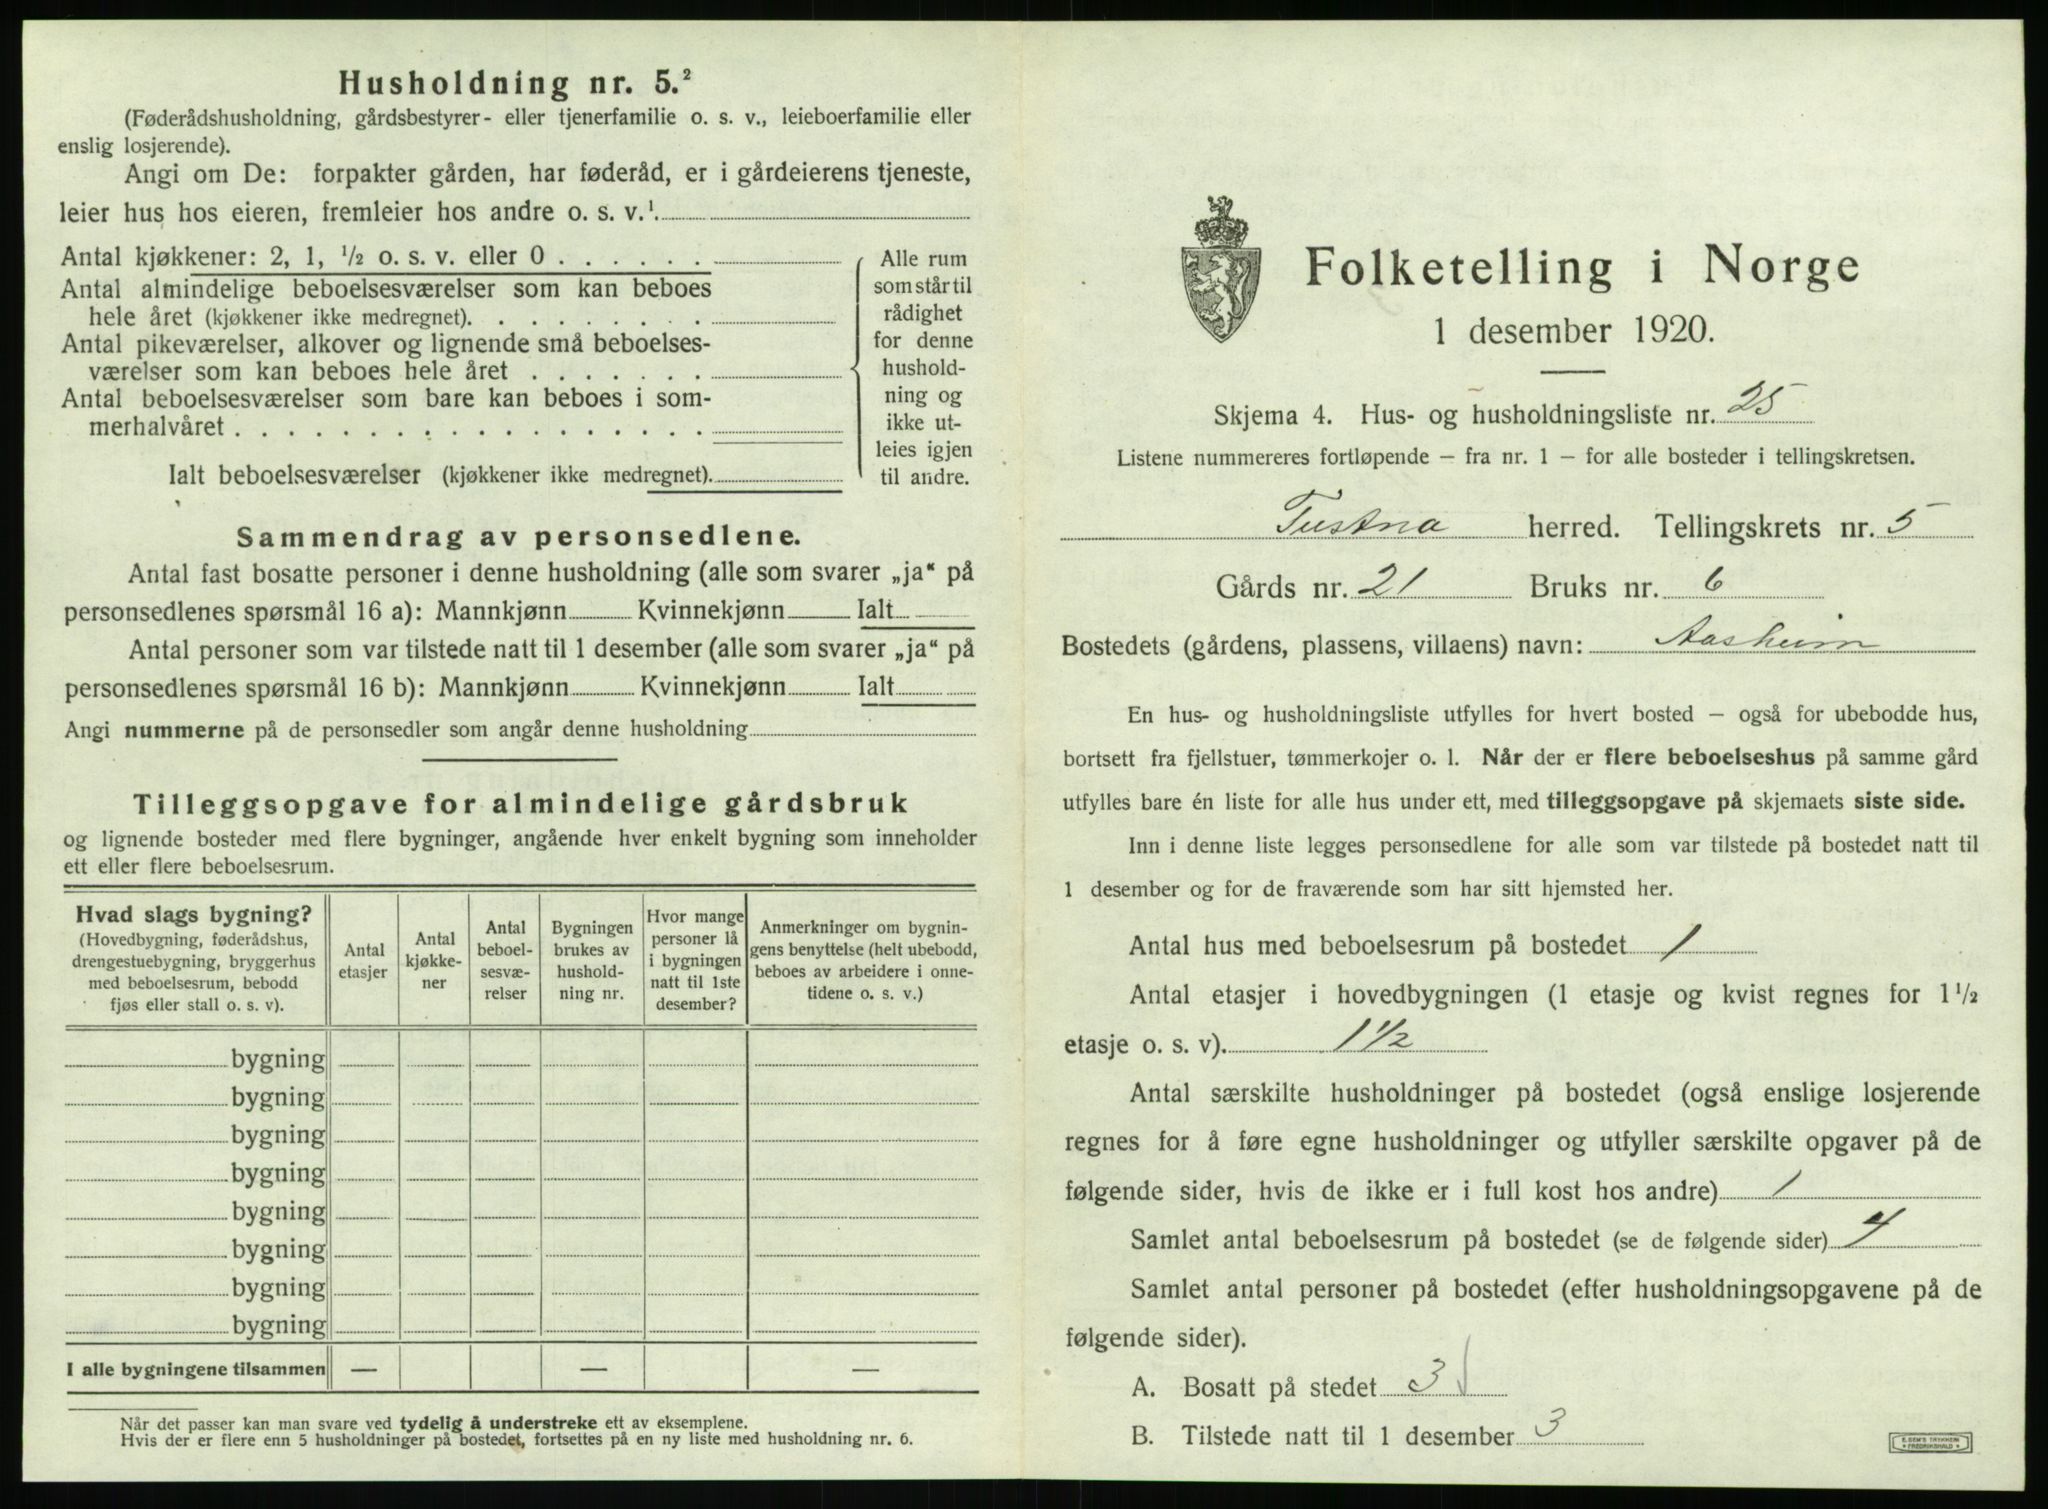 Husholdning nr. 5.²
(Føderådshusholdning, gårdsbestyrer- eller tjenerfamilie o. s. v., leieboerfamilie eller
enslig losjerende).
Angi om De: forpakter gården, har føderåd, er i gårdeierens tjeneste,
leier hus hos eieren, fremleier hos andre o. s. v.¹
Antal kjøkkener: 2, 1, ½ o. s. v. eller 0 . . . . . .
Antal almindelige beboelsesværelser som kan beboes
hele året (kjøkkener ikke medregnet). . . . . . . . .
Antal pikeværelser, alkover og lignende små beboelses-
værelser som kan beboes hele året . . . . . . .
Antal beboelsesværelser som bare kan beboes i som-
merhalvåret . . . . . . . . . . . . . . . . . .
Ialt beboelsesværelser (kjøkkener ikke medregnet).
Alle rum
som står til
rådighet
for denne
hushold-
ning og
ikke ut-
leies igjen
til andre.
Sammendrag av personsedlene.
Antal fast bosatte personer i denne husholdning (alle som svarer „ja“ på
personsedlenes spørsmål 16 a): Mannkjønn Kvinnekjønn Ialt
Antal personer som var tilstede natt til 1 desember (alle som svarer „ja“ på
personsedlenes spørsmål 16 b): Mannkjønn Kvinnekjønn Ialt
Angi nummerne på de personsedler som angår denne husholdning
Tilleggsopgave for almindelige gårdsbruk
og lignende bosteder med flere bygninger, angående hver enkelt bygning som inneholder
ett eller flere beboelsesrum.
Hvad slags bygning?
(Hovedbygning, føderådshus,
drengestuebygning, bryggerhus
med beboelsesrum, bebodd
fjøs eller stall o. s. v).
Antal
etasjer
Antal
kjøkke-
ner
Antal
beboel-
sesvæ-
relser
Bygningen
brukes av
hushold-
ning nr.
Hvor mange
personer lå
i bygningen
natt til 1ste
desember?
Anmerkninger om bygnin-
gens benyttelse (helt ubebodd,
beboes av arbeidere i onne-
tidene o. s. v.)
bygning
bygning
bygning
bygning
bygning
bygning
bygning
bygning
I alle bygningene tilsammen — — —
Når det passer kan man svare ved tydelig å understreke ett av eksemplene.
Hvis der er flere enn 5 husholdninger på bostedet, fortsettes på en ny liste med husholdning nr. 6.
Folketelling i Norge
1 desember 1920.
Skjema 4. Hus- og husholdningsliste nr. 25
Listene nummereres fortløpende — fra nr. 1 — for alle bosteder i tellingskretsen.
Tustna herred. Tellingskrets nr. 5
Gårds nr. 21 Bruks nr. 6
Bostedets (gårdens, plassens, villaens) navn: Aasheim
En hus- og husholdningsliste utfylles for hvert bosted — også for ubebodde hus,
bortsett fra fjellstuer, tømmerkojer o. l. Når der er flere beboelseshus på samme gård
utfylles bare én liste for alle hus under ett, med tilleggsopgave på skjemaets siste side.
Inn i denne liste legges personsedlene for alle som var tilstede på bostedet natt til
1 desember og for de fraværende som har sitt hjemsted her.
Antal hus med beboelsesrum på bostedet 1
Antal etasjer i hovedbygningen (1 etasje og kvist regnes for 1½
etasje o. s. v). 1½
Antal særskilte husholdninger på bostedet (også enslige losjerende
regnes for å føre egne husholdninger og utfyller særskilte opgaver på de
følgende sider, hvis de ikke er i full kost hos andre) 1
Samlet antal beboelsesrum på bostedet (se de følgende sider) 4
Samlet antal personer på bostedet (efter husholdningsopgavene på de
følgende sider).
A. Bosatt på stedet 3
B. Tilstede natt til 1 desember 3
E. SEM'S TRYKKERI
• FREDRIKSHALD •